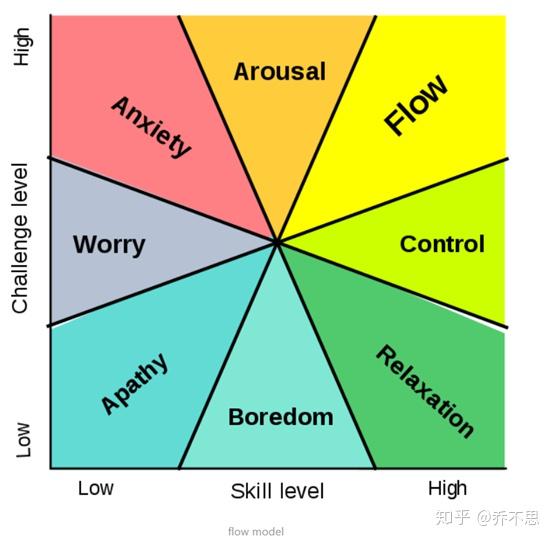 High
Arousal
Flow
Anxiety
Challenge level
Worry
Control
Apathy
Relaxation
Boredom
Low
Low
Skill level
High
知乎 @乔不思
flow model